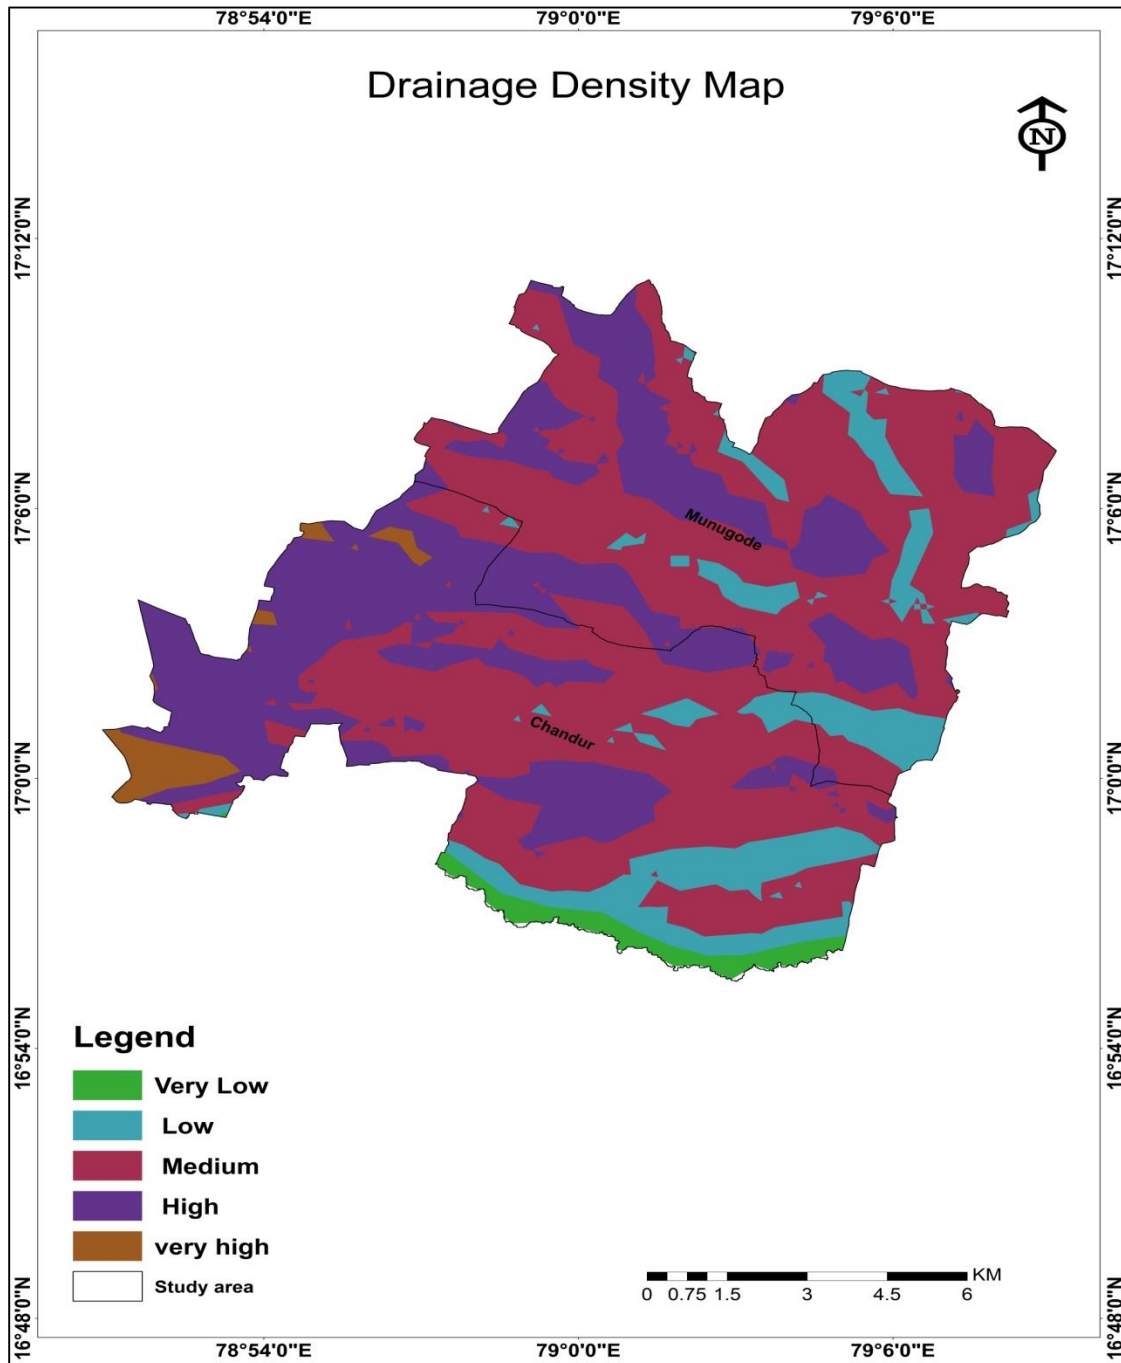 78°54'0"E 79°0'0"E 79°6'0"E
Drainage Density Map
N
17°12'0"N 17°12'0"N
17°6'0"N 17°6'0"N
Munugode
Chandur
17°0'0"N 17°0'0"N
16°54'0"N 16°54'0"N
Legend
Very Low
Low
Medium
High
very high
Study area
KM
0 0.75 1.5 3 4.5 6
16°48'0"N 16°48'0"N
78°54'0"E 79°0'0"E 79°6'0"E